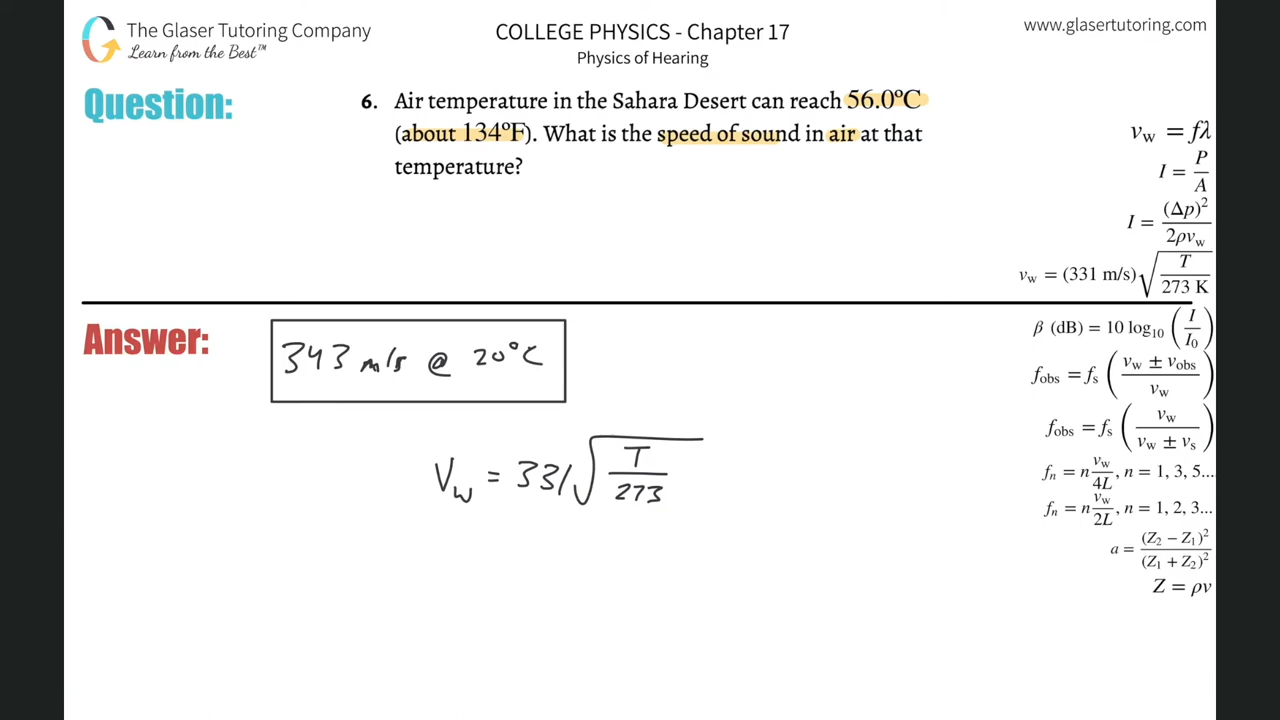 The Glaser Tutoring Company
Learn from the Best™
COLLEGE PHYSICS - Chapter 17
Physics of Hearing
www.glasertutoring.com
Question:
6. Air temperature in the Sahara Desert can reach 56.0ºC
(about 134ºF). What is the speed of sound in air at that
temperature?
v_w = fλ
I = P/A
I = (Δp)²/2ρv_w
v_w = (331 m/s)√(T/273 K)
Answer:
343 m/s @ 20°C
V_w = 331√(T/273)
β (dB) = 10 log₁₀(I/I₀)
f_obs = f_s((v_w ± v_obs)/v_w)
f_obs = f_s(v_w/(v_w ± v_s))
f_n = n v_w/4L, n = 1, 3, 5...
f_n = n v_w/2L, n = 1, 2, 3...
a = (Z₂ − Z₁)²/(Z₁ + Z₂)²
Z = ρv